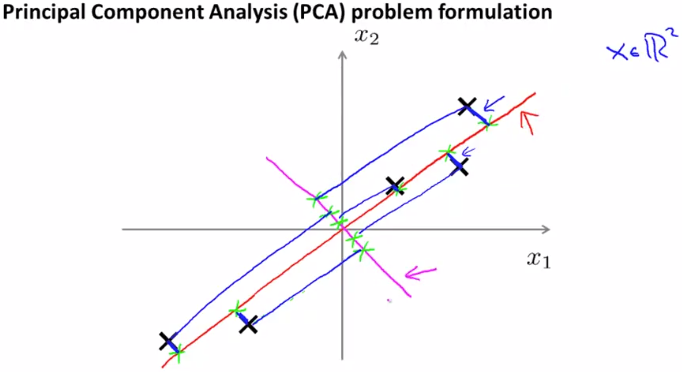 Principal Component Analysis (PCA) problem formulation
x₂
x∈ℝ²
x₁